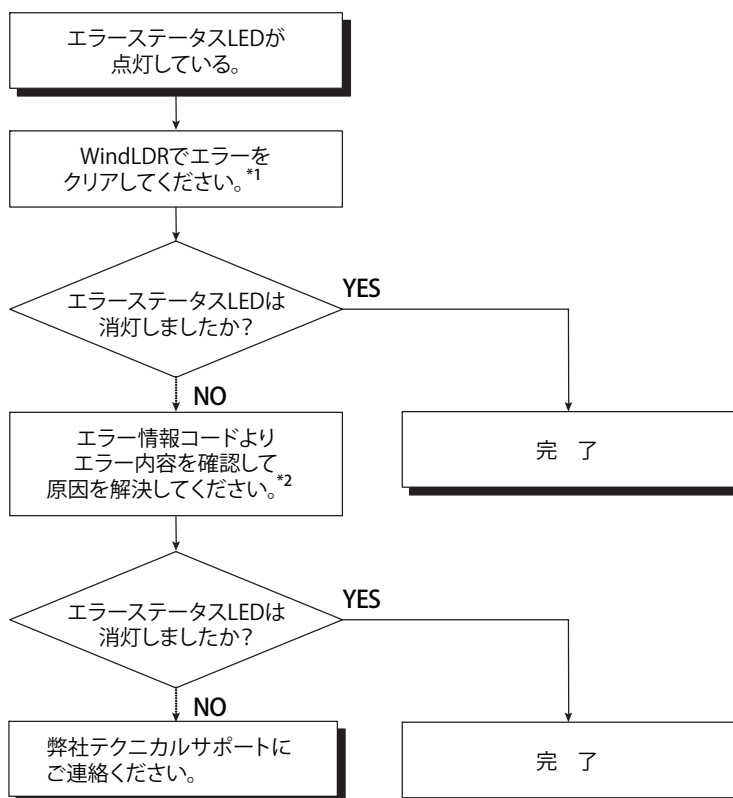 エラーステータスLEDが
点灯している。
WindLDRでエラーを
クリアしてください。*1
エラーステータスLEDは
消灯しましたか？
YES
NO
エラー情報コードより
エラー内容を確認して
原因を解決してください。*2
完　了
エラーステータスLEDは
消灯しましたか？
YES
NO
弊社テクニカルサポートに
ご連絡ください。
完　了